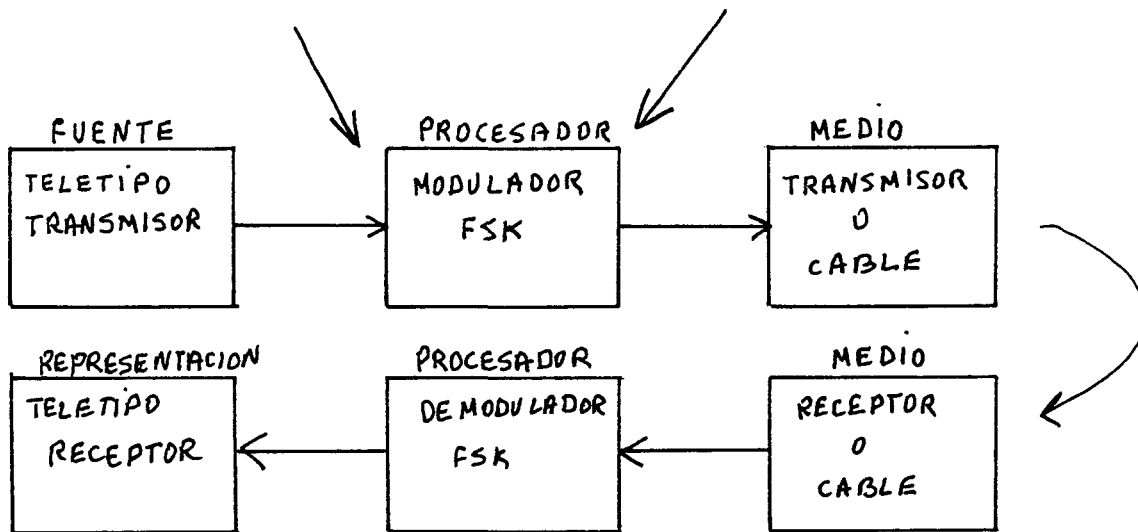 FUENTE
TELETIPO
TRANSMISOR
PROCESADOR
MODULADOR
FSK
MEDIO
TRANSMISOR
O
CABLE
REPRESENTACION
TELETIPO
RECEPTOR
PROCESADOR
DEMODULADOR
FSK
MEDIO
RECEPTOR
O
CABLE